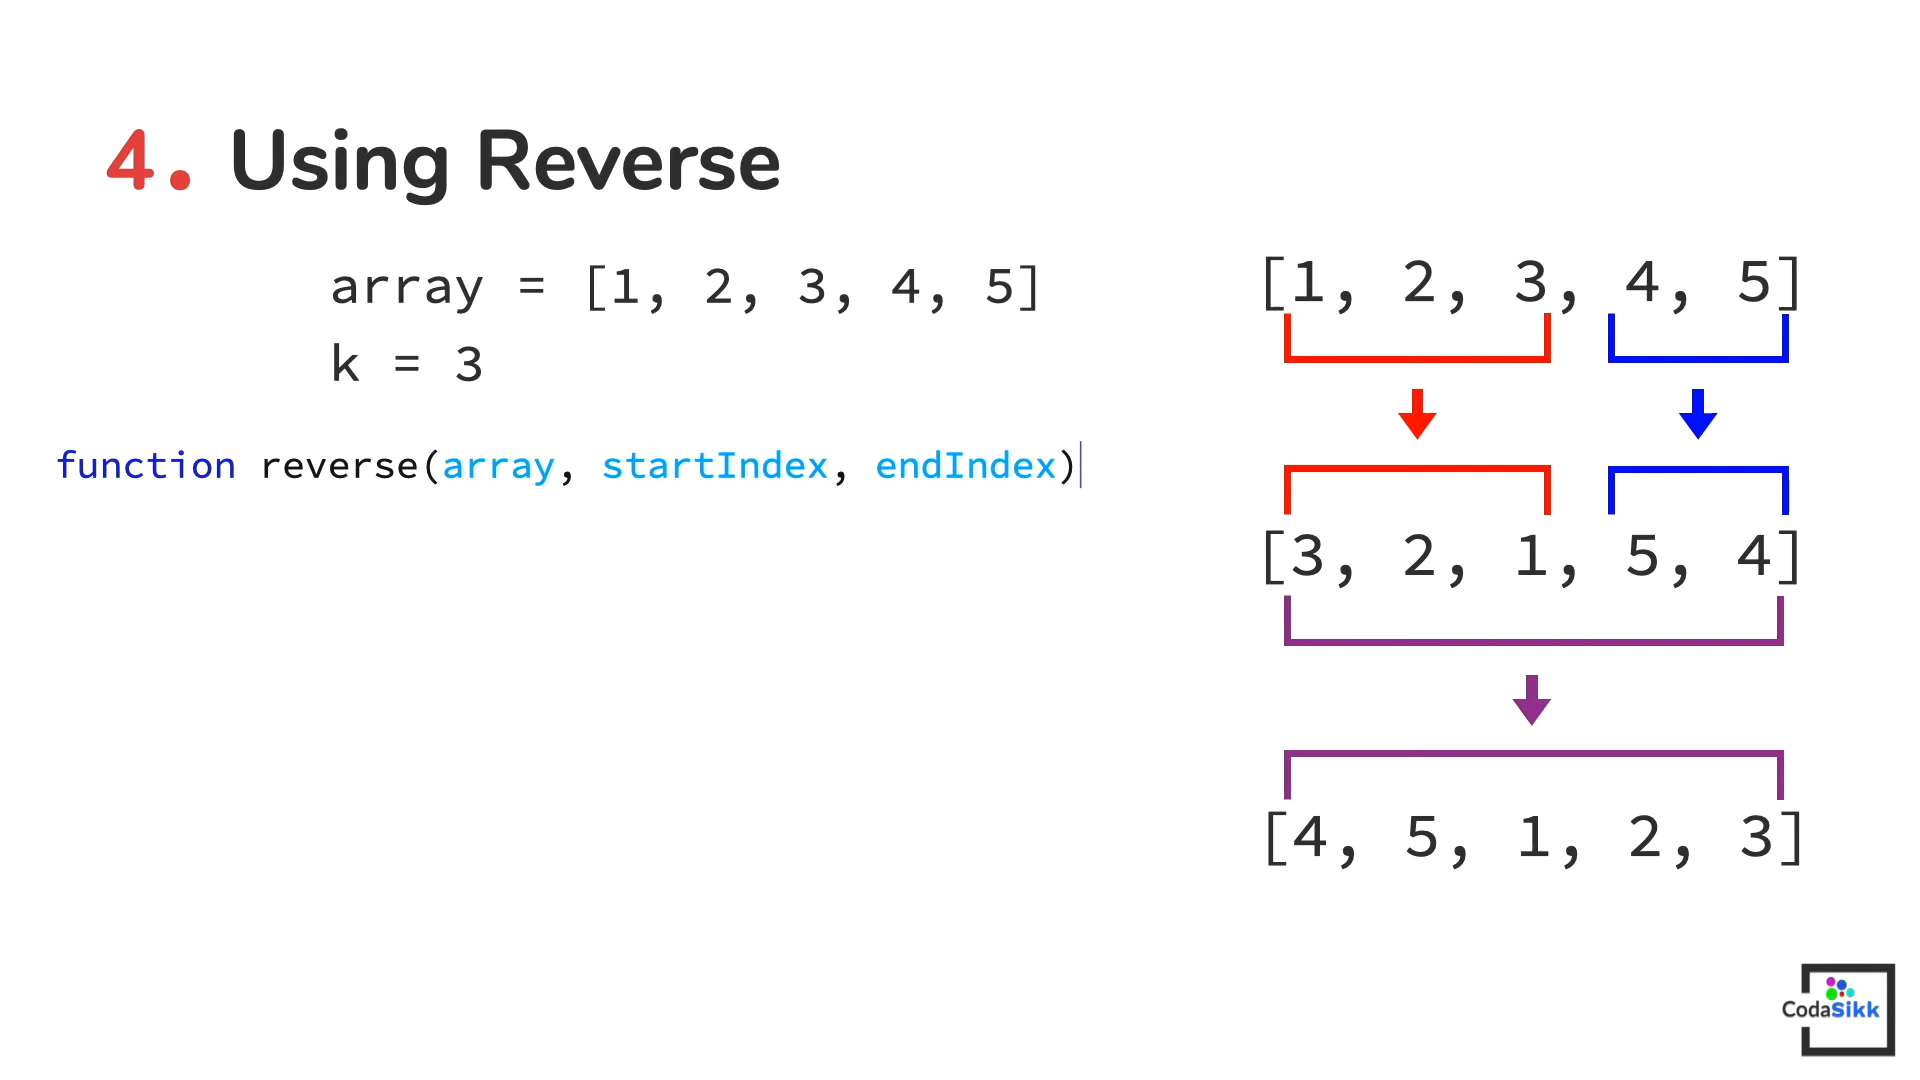 4. Using Reverse
array = [1, 2, 3, 4, 5]
k = 3
function reverse(array, startIndex, endIndex)
[1, 2, 3, 4, 5]
[3, 2, 1, 5, 4]
[4, 5, 1, 2, 3]
CodaSikk